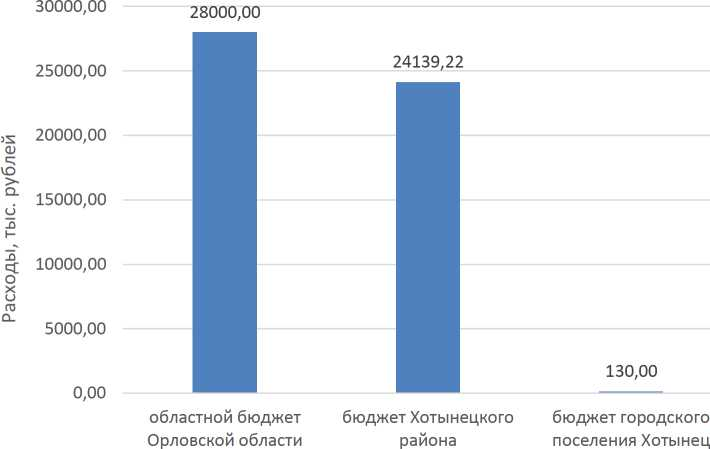 30000,00
25000,00
20000,00
15000,00
10000,00
5000,00
0,00
Расходы, тыс. рублей
28000,00
24139,22
130,00
областной бюджет
Орловской области
бюджет Хотынецкого
района
бюджет городского
поселения Хотынец